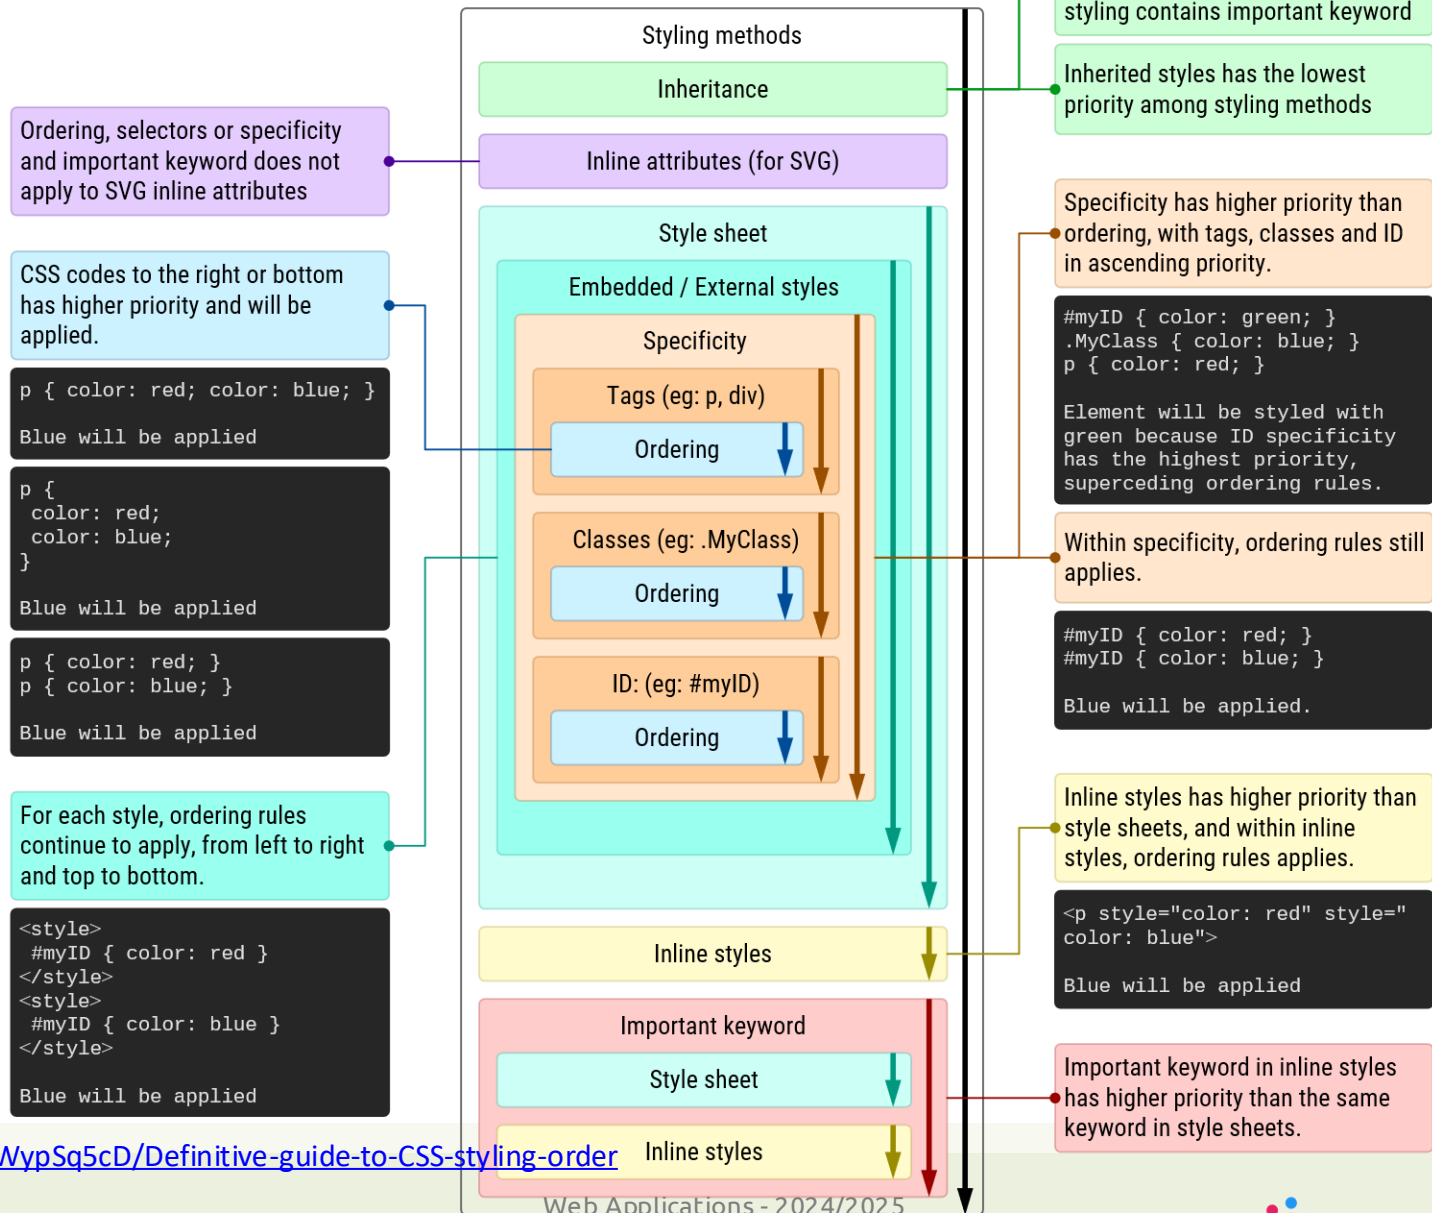 styling contains important keyword
Styling methods
Inheritance
Inherited styles has the lowest
priority among styling methods
Ordering, selectors or specificity
and important keyword does not
apply to SVG inline attributes
Inline attributes (for SVG)
Style sheet
Specificity has higher priority than
ordering, with tags, classes and ID
in ascending priority.
CSS codes to the right or bottom
has higher priority and will be
applied.
Embedded / External styles
Specificity
#myID { color: green; }
.MyClass { color: blue; }
p { color: red; }
Element will be styled with
green because ID specificity
has the highest priority,
superceding ordering rules.
p { color: red; color: blue; }
Blue will be applied
Tags (eg: p, div)
Ordering
p {
color: red;
color: blue;
}
Blue will be applied
Classes (eg: .MyClass)
Ordering
Within specificity, ordering rules still
applies.
#myID { color: red; }
#myID { color: blue; }
Blue will be applied.
p { color: red; }
p { color: blue; }
Blue will be applied
ID: (eg: #myID)
Ordering
For each style, ordering rules
continue to apply, from left to right
and top to bottom.
Inline styles has higher priority than
style sheets, and within inline
styles, ordering rules applies.
<style>
#myID { color: red }
</style>
<style>
#myID { color: blue }
</style>
Blue will be applied
<p style="color: red" style="
color: blue">
Blue will be applied
Inline styles
Important keyword
Style sheet
Inline styles
Important keyword in inline styles
has higher priority than the same
keyword in style sheets.
WypSq5cD/Definitive-guide-to-CSS-styling-order
Web Applications - 2024/2025